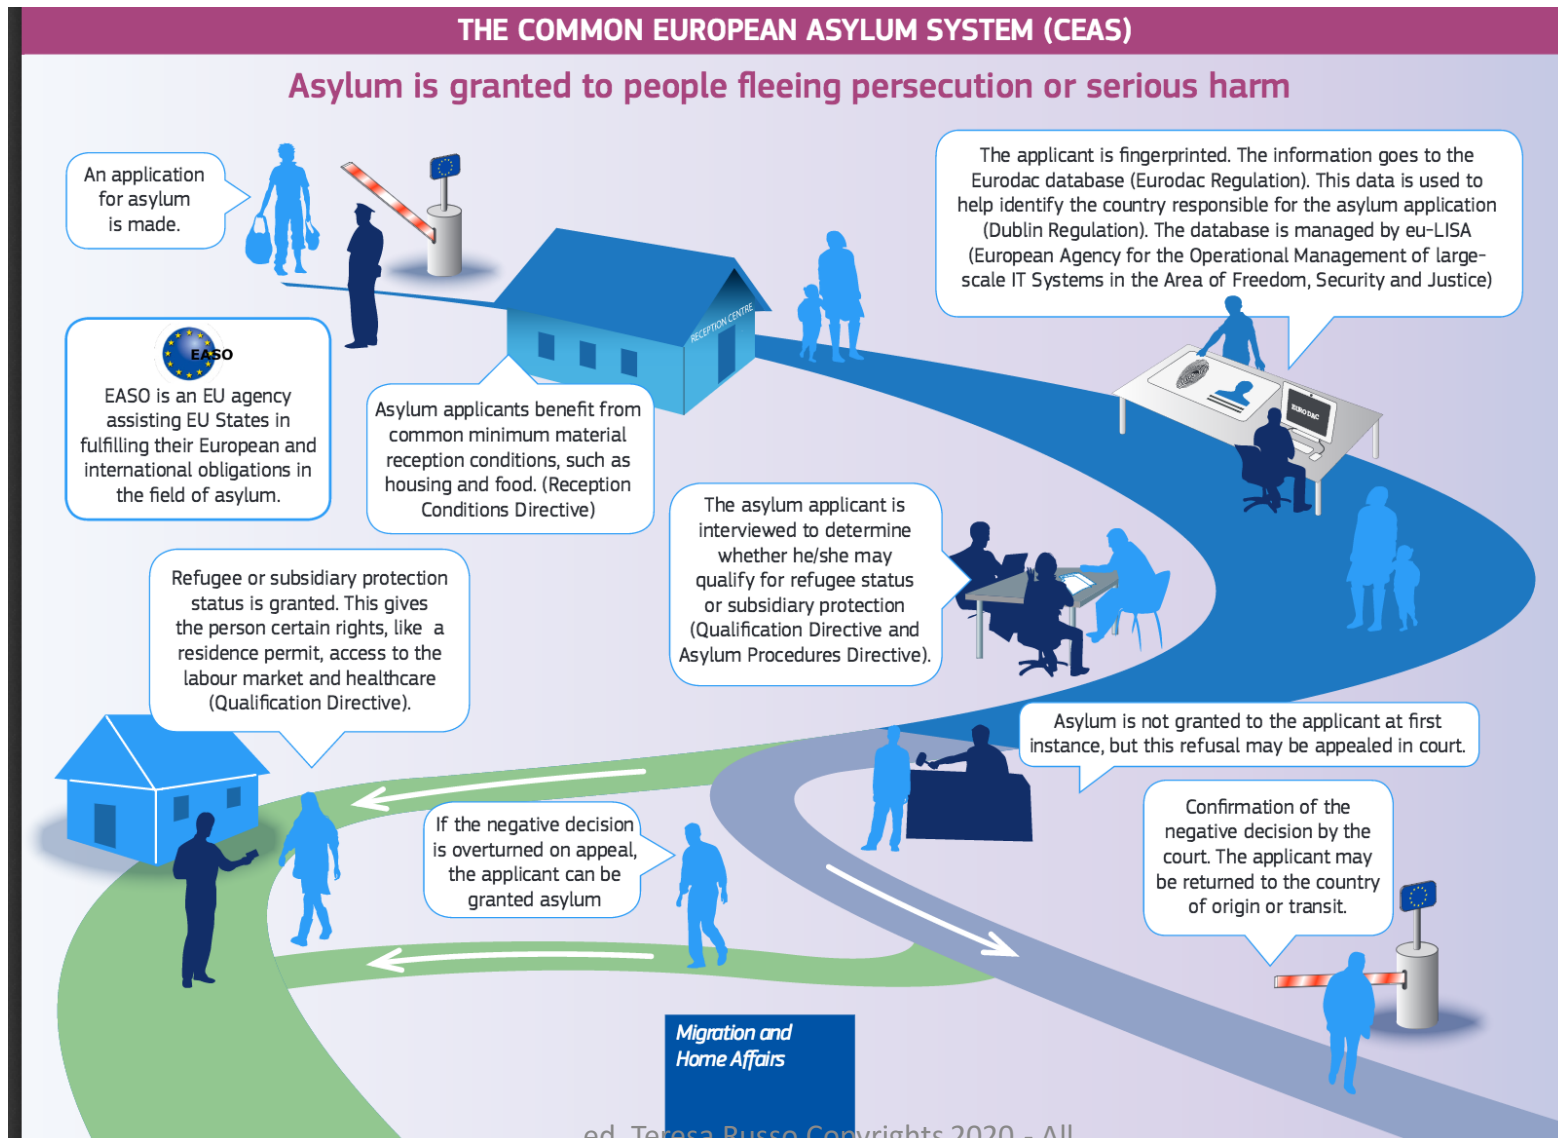 THE COMMON EUROPEAN ASYLUM SYSTEM (CEAS)
Asylum is granted to people fleeing persecution or serious harm
An application
for asylum
is made.
The applicant is fingerprinted. The information goes to the
Eurodac database (Eurodac Regulation). This data is used to
help identify the country responsible for the asylum application
(Dublin Regulation). The database is managed by eu-LISA
(European Agency for the Operational Management of large-
scale IT Systems in the Area of Freedom, Security and Justice)
RECEPTION CENTRE
EURODAC
EASO
EASO is an EU agency
assisting EU States in
fulfilling their European and
international obligations in
the field of asylum.
Asylum applicants benefit from
common minimum material
reception conditions, such as
housing and food. (Reception
Conditions Directive)
The asylum applicant is
interviewed to determine
whether he/she may
qualify for refugee status
or subsidiary protection
(Qualification Directive and
Asylum Procedures Directive).
Refugee or subsidiary protection
status is granted. This gives
the person certain rights, like a
residence permit, access to the
labour market and healthcare
(Qualification Directive).
Asylum is not granted to the applicant at first
instance, but this refusal may be appealed in court.
If the negative decision
is overturned on appeal,
the applicant can be
granted asylum
Confirmation of the
negative decision by the
court. The applicant may
be returned to the country
of origin or transit.
Migration and
Home Affairs
ed. Teresa Russo Copyrights 2020 - All